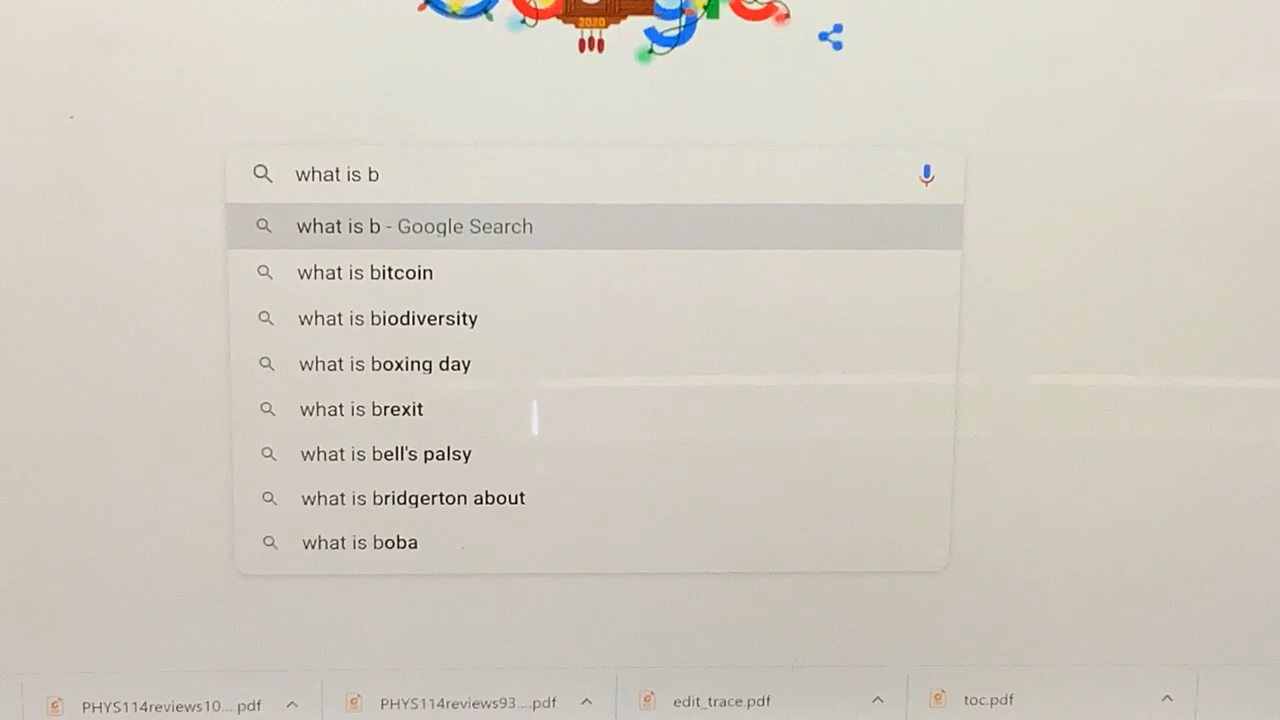 2020
what is b
what is b - Google Search
what is bitcoin
what is biodiversity
what is boxing day
what is brexit
what is bell's palsy
what is bridgerton about
what is boba
PHYS114reviews10....pdf
PHYS114reviews93....pdf
edit_trace.pdf
toc.pdf